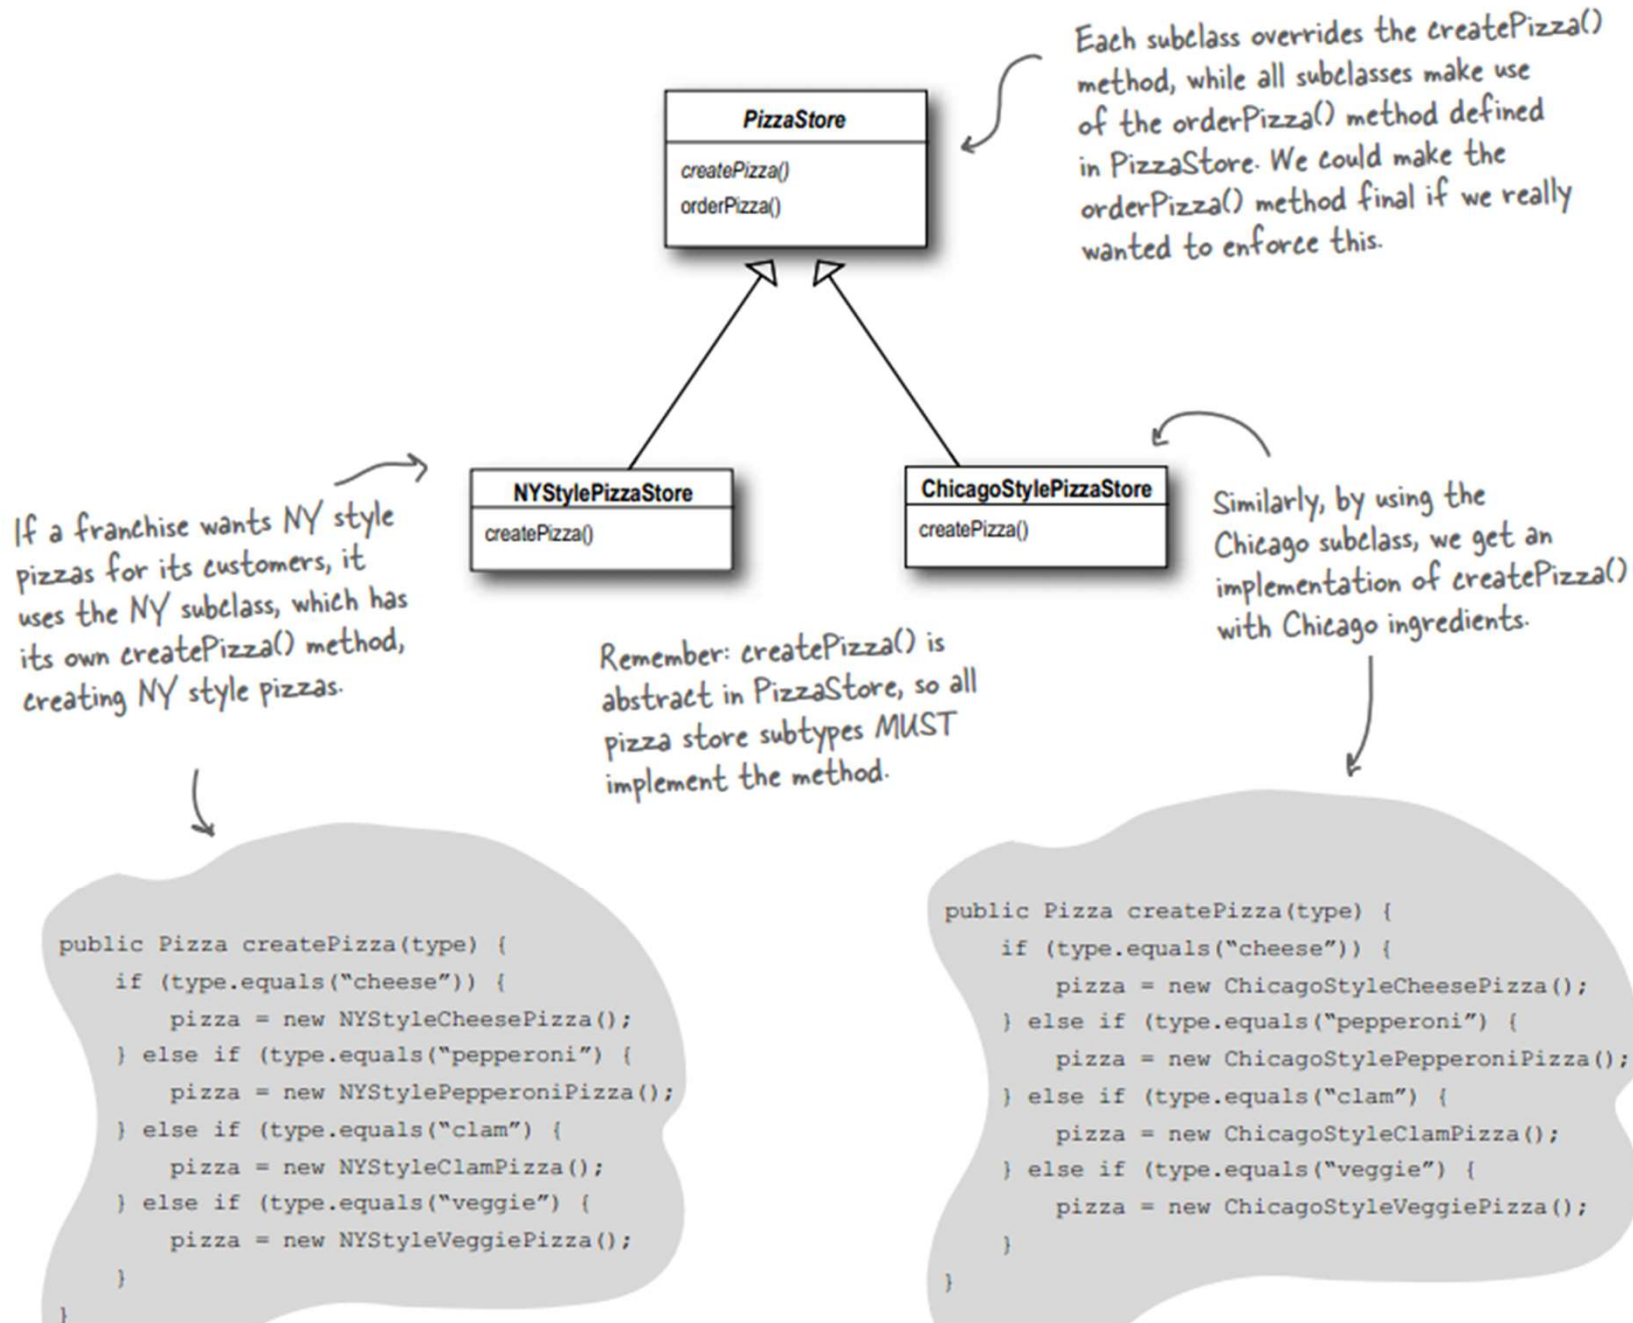 Each subclass overrides the createPizza()
method, while all subclasses make use
of the orderPizza() method defined
in PizzaStore. We could make the
orderPizza() method final if we really
wanted to enforce this.
PizzaStore
createPizza()
orderPizza()
NYStylePizzaStore
createPizza()
ChicagoStylePizzaStore
createPizza()
If a franchise wants NY style
pizzas for its customers, it
uses the NY subclass, which has
its own createPizza() method,
creating NY style pizzas.
Remember: createPizza() is
abstract in PizzaStore, so all
pizza store subtypes MUST
implement the method.
Similarly, by using the
Chicago subclass, we get an
implementation of createPizza()
with Chicago ingredients.
public Pizza createPizza(type) {
if (type.equals(“cheese”)) {
pizza = new NYStyleCheesePizza();
} else if (type.equals(“pepperoni”) {
pizza = new NYStylePepperoniPizza();
} else if (type.equals(“clam”) {
pizza = new NYStyleClamPizza();
} else if (type.equals(“veggie”) {
pizza = new NYStyleVeggiePizza();
}
}
public Pizza createPizza(type) {
if (type.equals(“cheese”)) {
pizza = new ChicagoStyleCheesePizza();
} else if (type.equals(“pepperoni”) {
pizza = new ChicagoStylePepperoniPizza();
} else if (type.equals(“clam”) {
pizza = new ChicagoStyleClamPizza();
} else if (type.equals(“veggie”) {
pizza = new ChicagoStyleVeggiePizza();
}
}